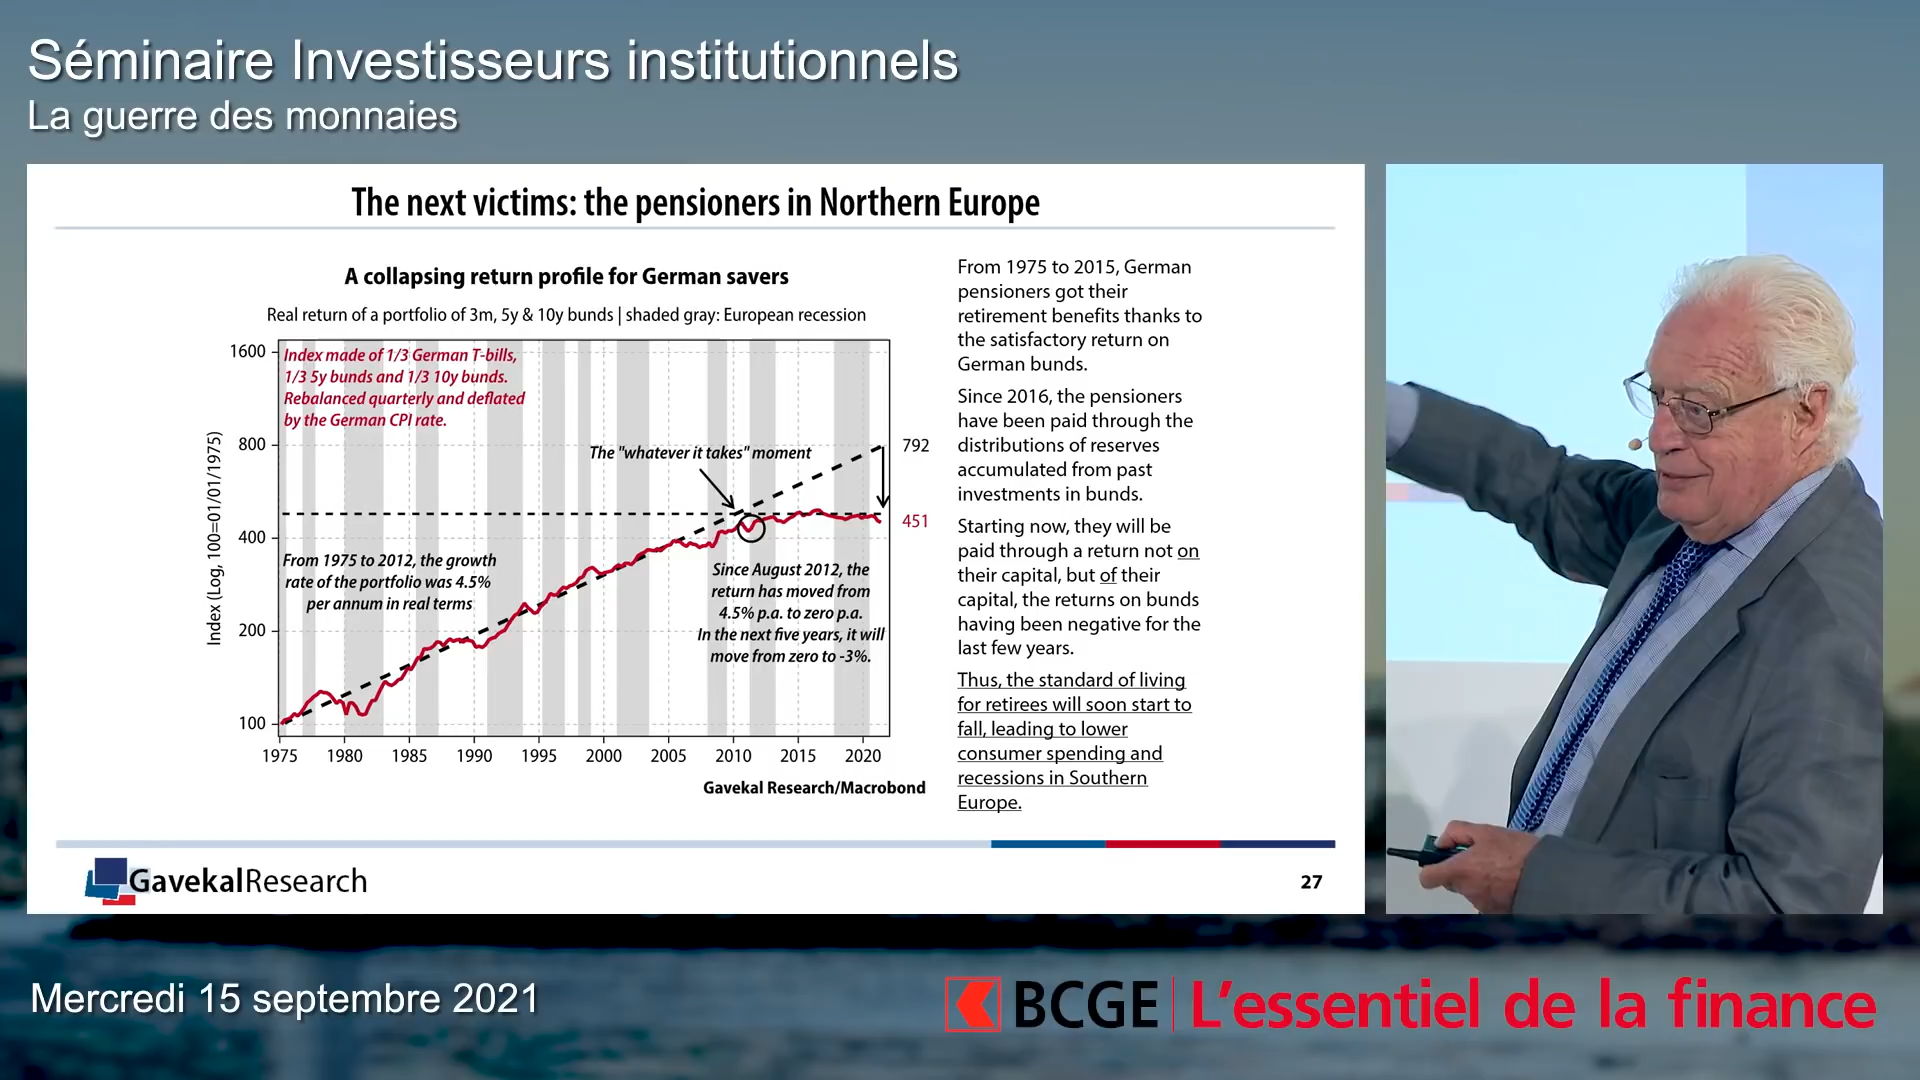 Séminaire Investisseurs institutionnels
La guerre des monnaies
The next victims: the pensioners in Northern Europe
A collapsing return profile for German savers
Real return of a portfolio of 3m, 5y & 10y bunds | shaded gray: European recession
Index (Log, 100=01/01/1975)
1600
800
400
200
100
Index made of 1/3 German T-bills,
1/3 5y bunds and 1/3 10y bunds.
Rebalanced quarterly and deflated
by the German CPI rate.
The "whatever it takes" moment
792
451
From 1975 to 2012, the growth
rate of the portfolio was 4.5%
per annum in real terms
Since August 2012, the
return has moved from
4.5% p.a. to zero p.a.
In the next five years, it will
move from zero to -3%.
1975 1980 1985 1990 1995 2000 2005 2010 2015 2020
Gavekal Research/Macrobond
From 1975 to 2015, German
pensioners got their
retirement benefits thanks to
the satisfactory return on
German bunds.
Since 2016, the pensioners
have been paid through the
distributions of reserves
accumulated from past
investments in bunds.
Starting now, they will be
paid through a return not on
their capital, but of their
capital, the returns on bunds
having been negative for the
last few years.
Thus, the standard of living
for retirees will soon start to
fall, leading to lower
consumer spending and
recessions in Southern
Europe.
GavekalResearch
27
Mercredi 15 septembre 2021
BCGE | L'essentiel de la finance